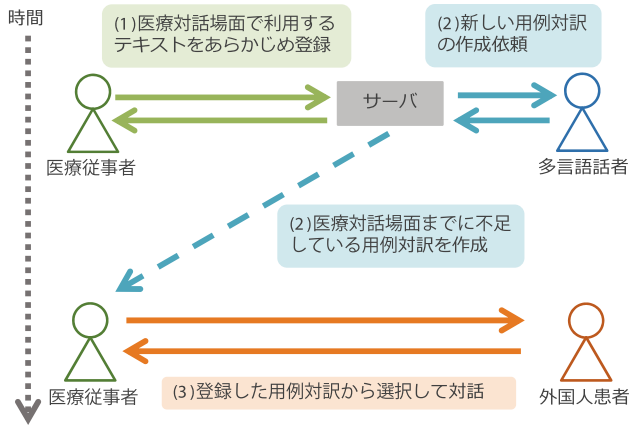 時間
(1)医療対話場面で利用する
テキストをあらかじめ登録
(2)新しい用例対訳
の作成依頼
サーバ
医療従事者
多言語話者
(2)医療対話場面までに不足
している用例対訳を作成
医療従事者
(3)登録した用例対訳から選択して対話
外国人患者